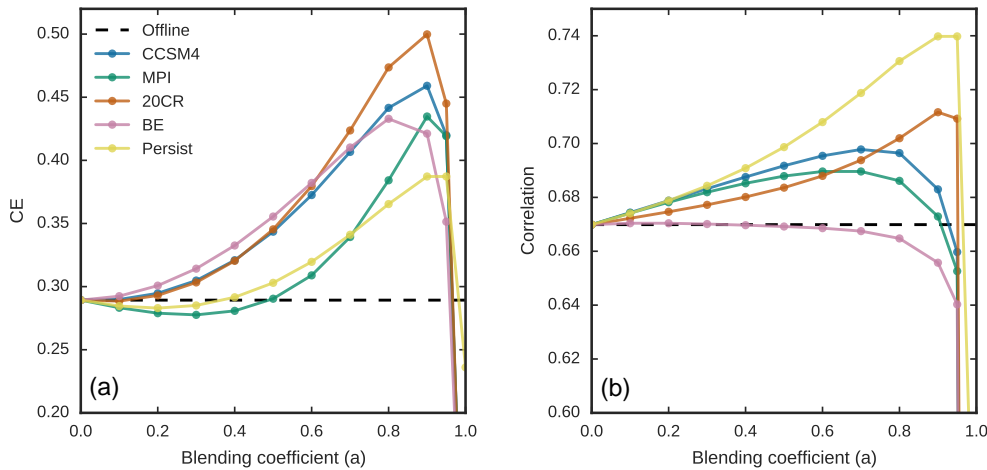 0.50
0.45
0.40
0.35
0.30
0.25
0.20
CE
Offline
CCSM4
MPI
20CR
BE
Persist
(a)
0.0 0.2 0.4 0.6 0.8 1.0
Blending coefficient (a)
0.74
0.72
0.70
0.68
0.66
0.64
0.62
0.60
Correlation
(b)
0.0 0.2 0.4 0.6 0.8 1.0
Blending coefficient (a)